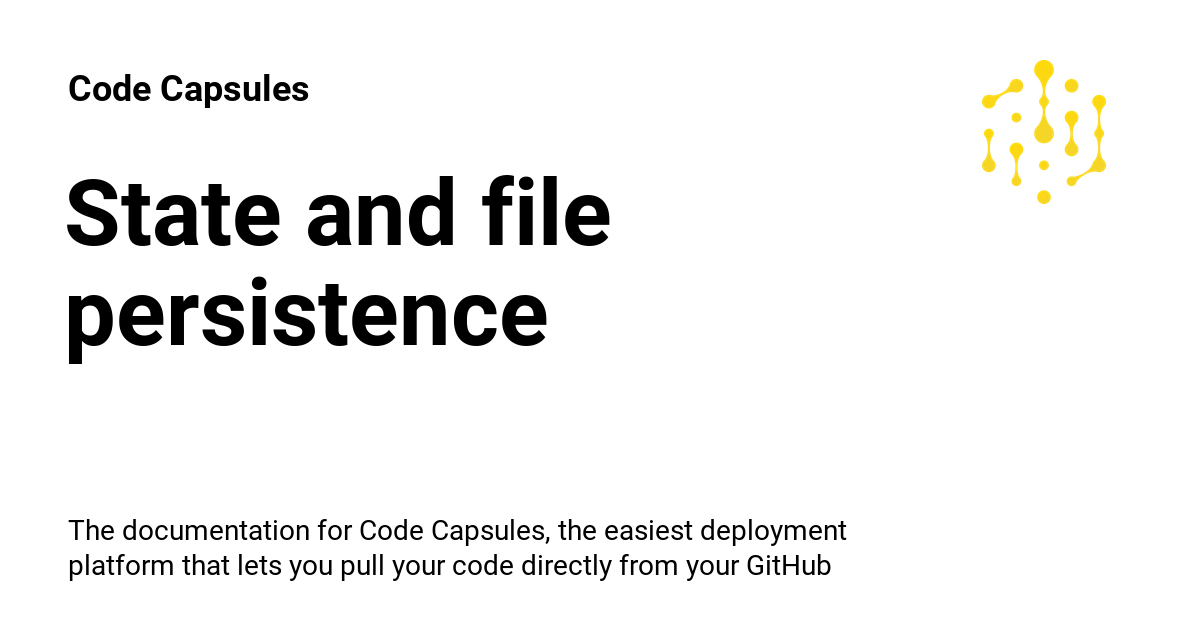 Code Capsules
State and file
persistence
The documentation for Code Capsules, the easiest deployment
platform that lets you pull your code directly from your GitHub